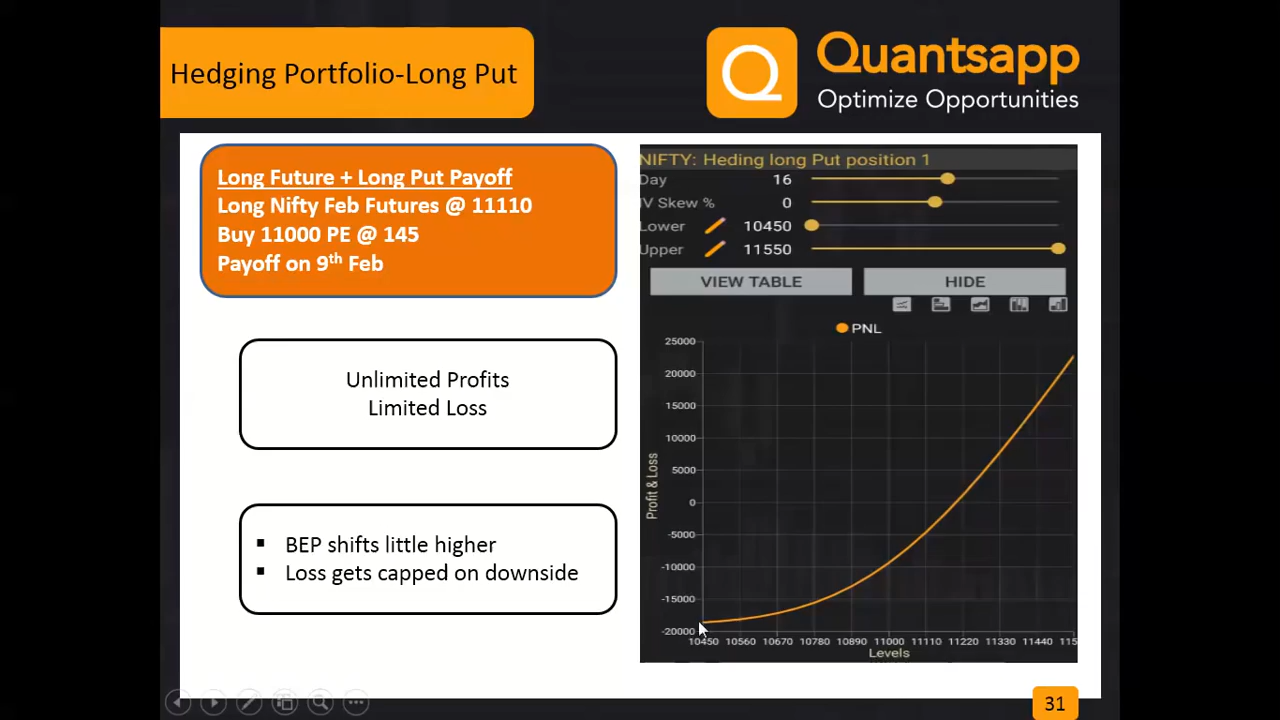 Hedging Portfolio-Long Put
Q
Quantsapp
Optimize Opportunities
Long Future + Long Put Payoff
Long Nifty Feb Futures @ 11110
Buy 11000 PE @ 145
Payoff on 9th Feb
Unlimited Profits
Limited Loss
▪ BEP shifts little higher
▪ Loss gets capped on downside
NIFTY: Heding long Put position 1
Day 16
IV Skew % 0
Lower 10450
Upper 11550
VIEW TABLE HIDE
PNL
25000
20000
15000
10000
5000
0
-5000
-10000
-15000
-20000
Profit & Loss
10450 10560 10670 10780 10890 11000 11110 11220 11330 11440 115
Levels
31